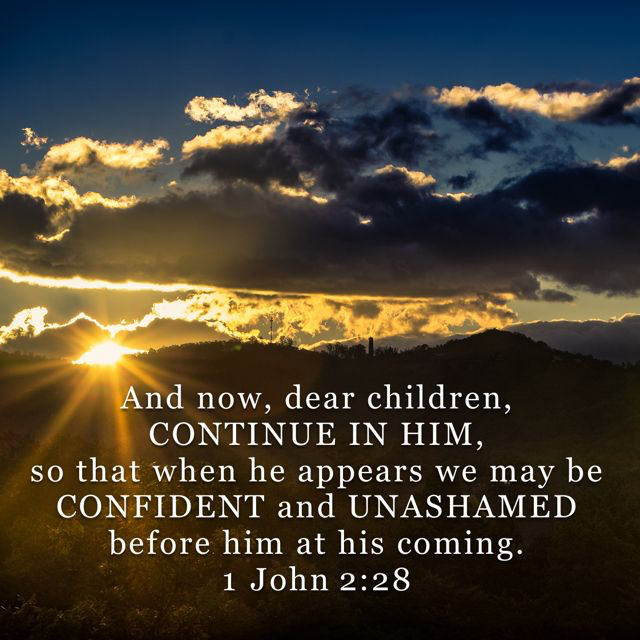 And now, dear children,
CONTINUE IN HIM,
so that when he appears we may be
CONFIDENT and UNASHAMED
before him at his coming.
1 John 2:28